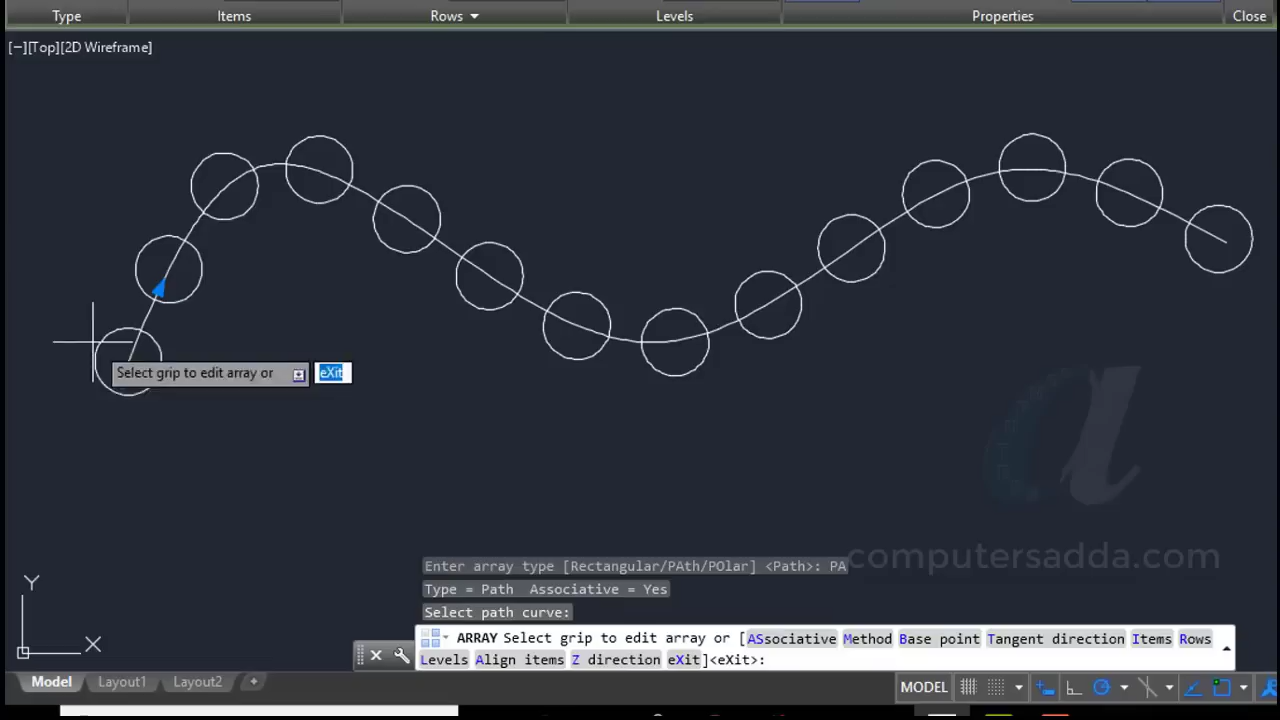 Type Items Rows Levels Properties Close
[−][Top][2D Wireframe]
Select grip to edit array or eXit
computersadda.com
Enter array type [Rectangular/PAth/POlar] <Path>: PA
Type = Path Associative = Yes
Select path curve:
ARRAY Select grip to edit array or [ASsociative Method Base point Tangent direction Items Rows
Levels Align items Z direction eXit]<eXit>:
Y
X
Model Layout1 Layout2 + MODEL